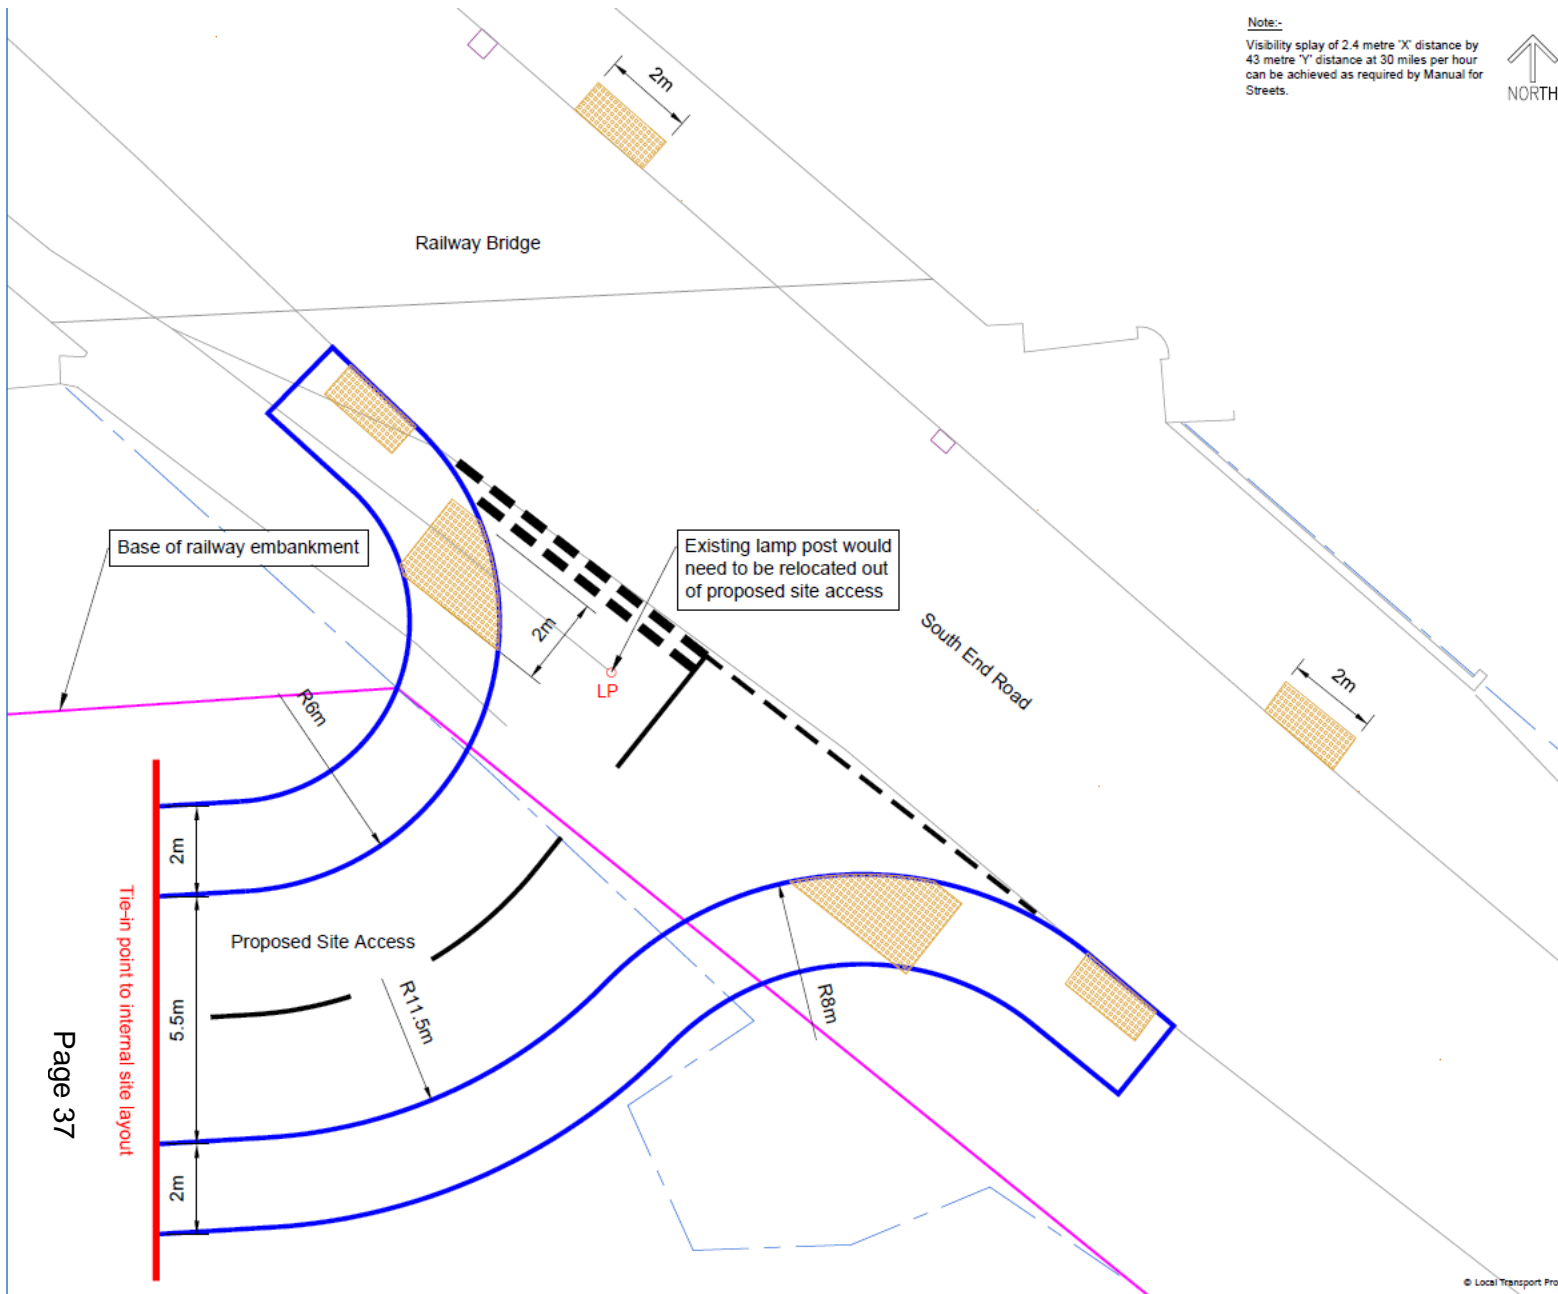 Note:-
Visibility splay of 2.4 metre 'X' distance by
43 metre 'Y' distance at 30 miles per hour
can be achieved as required by Manual for
Streets.
NORTH
2m
Railway Bridge
Base of railway embankment
Existing lamp post would
need to be relocated out
of proposed site access
2m
LP
South End Road
2m
R6m
2m
Tie-in point to internal site layout
Proposed Site Access
5.5m
R11.5m
R8m
Page 37
2m
© Local Transport Pro